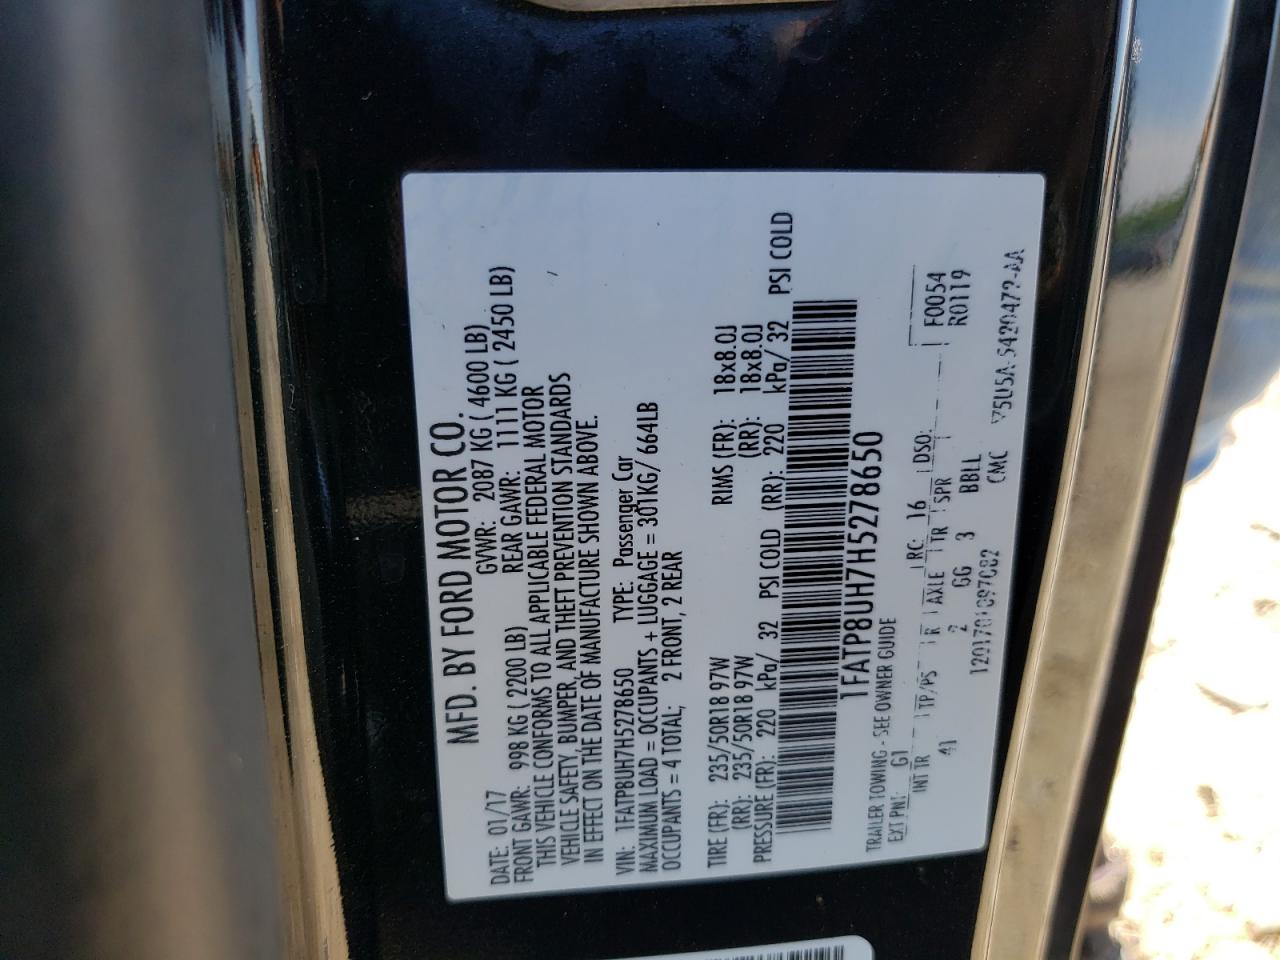 MFD. BY FORD MOTOR CO.
DATE: 01/17 GVWR: 2087 KG ( 4600 LB)
FRONT GAWR: 998 KG ( 2200 LB) REAR GAWR: 1111 KG ( 2450 LB)
THIS VEHICLE CONFORMS TO ALL APPLICABLE FEDERAL MOTOR
VEHICLE SAFETY, BUMPER, AND THEFT PREVENTION STANDARDS
IN EFFECT ON THE DATE OF MANUFACTURE SHOWN ABOVE.
VIN: 1FATP8UH7H5278650 TYPE: Passenger Car
MAXIMUM LOAD = OCCUPANTS + LUGGAGE = 301KG/ 664LB
OCCUPANTS = 4 TOTAL; 2 FRONT, 2 REAR
TIRE (FR): 235/50R18 97W RIMS (FR): 18x8.0J
(RR): 235/50R18 97W (RR): 18x8.0J
PRESSURE (FR): 220 kPa/ 32 PSI COLD (RR): 220 kPa/ 32 PSI COLD
1FATP8UH7H5278650
TRAILER TOWING - SEE OWNER GUIDE
EXT PNT: G1 RC: 16 DSO: F0054
INT TR TP/PS R AXLE TR SPR R0119
41 2 GG 3 BBLL
CMC